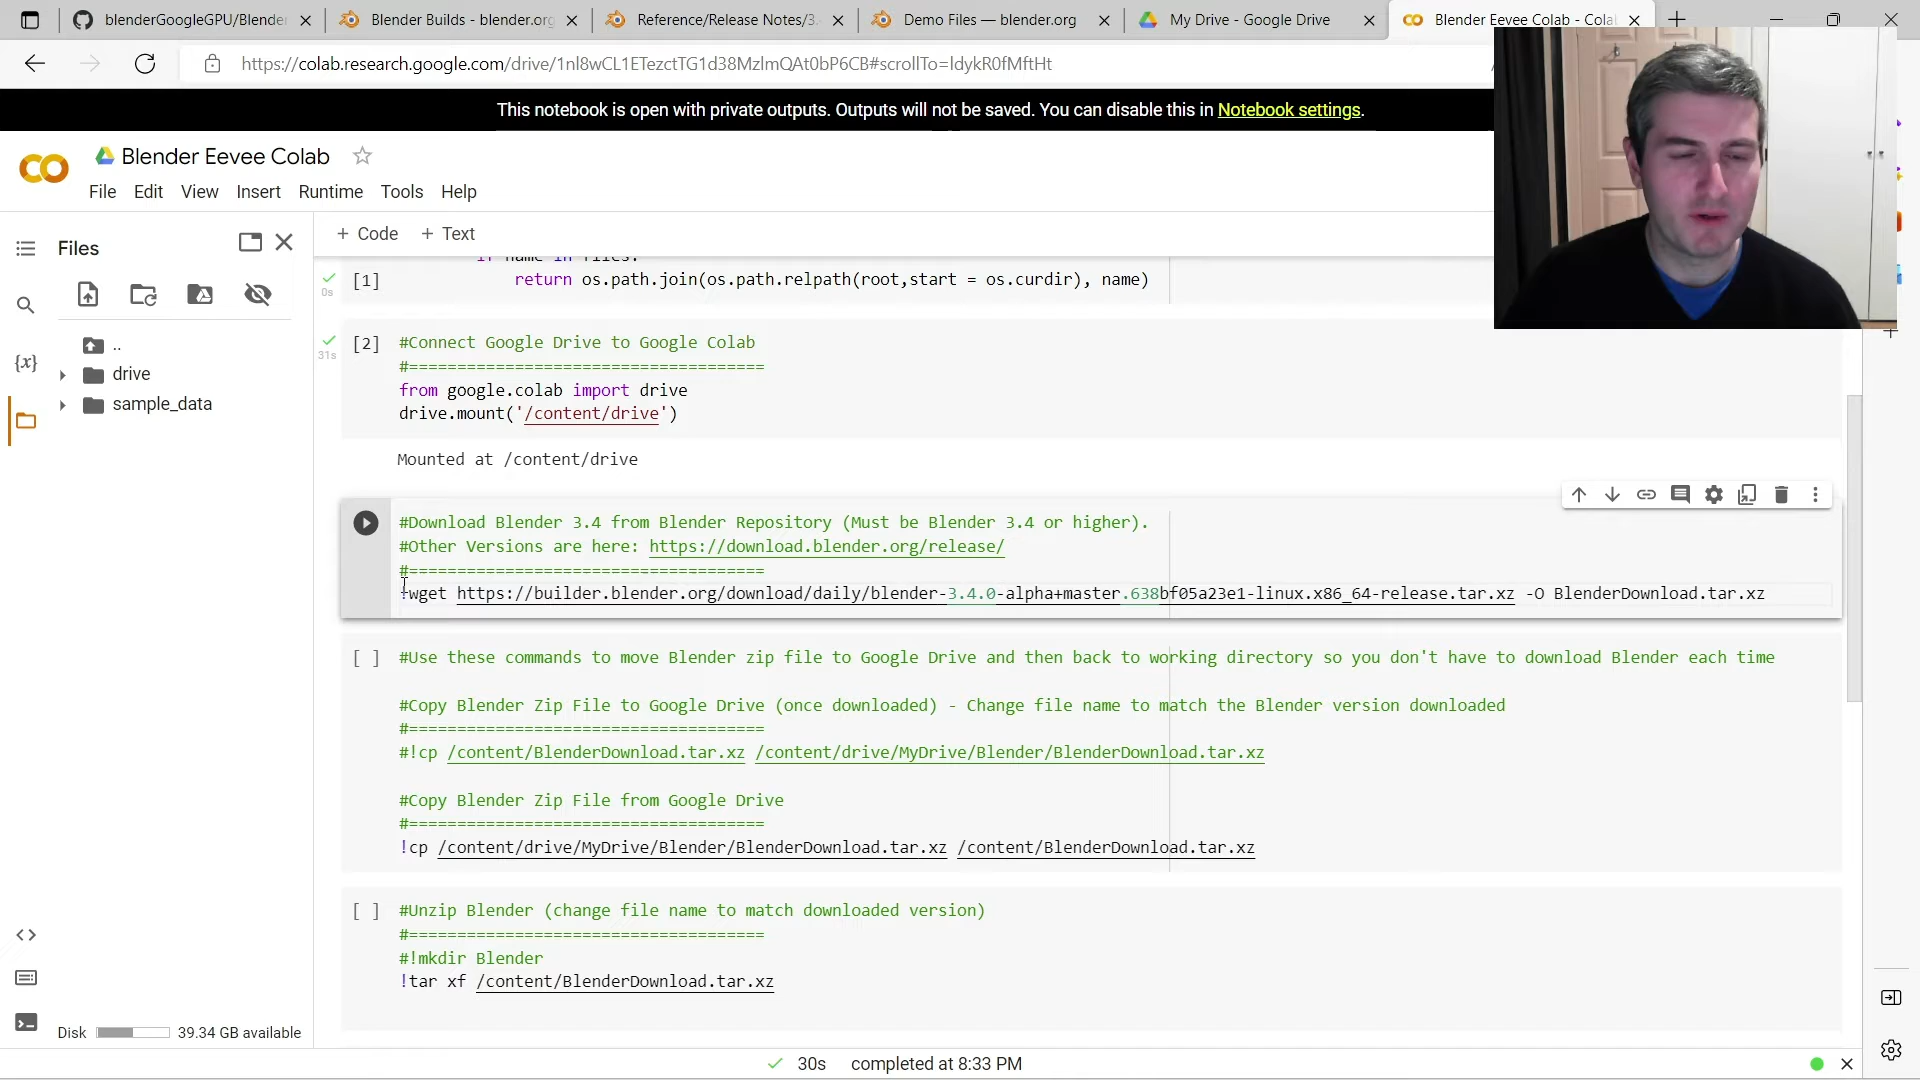 blenderGoogleGPU/Blender
Blender Builds - blender.org
Reference/Release Notes/3.
Demo Files — blender.org
My Drive - Google Drive
Blender Eevee Colab - Cola
https://colab.research.google.com/drive/1nl8wCL1ETezctTG1d38MzlmQAt0bP6CB#scrollTo=ldykR0fMftHt
This notebook is open with private outputs. Outputs will not be saved. You can disable this in Notebook settings.
Blender Eevee Colab
File Edit View Insert Runtime Tools Help
Files
+ Code + Text
if name in files:
[1] return os.path.join(os.path.relpath(root,start = os.curdir), name)
0s
..
drive
sample_data
{x}
[2] #Connect Google Drive to Google Colab
31s
#=====================================
from google.colab import drive
drive.mount('/content/drive')
Mounted at /content/drive
#Download Blender 3.4 from Blender Repository (Must be Blender 3.4 or higher).
#Other Versions are here: https://download.blender.org/release/
#=====================================
!wget https://builder.blender.org/download/daily/blender-3.4.0-alpha+master.638bf05a23e1-linux.x86_64-release.tar.xz -O BlenderDownload.tar.xz
[ ] #Use these commands to move Blender zip file to Google Drive and then back to working directory so you don't have to download Blender each time
#Copy Blender Zip File to Google Drive (once downloaded) - Change file name to match the Blender version downloaded
#=====================================
#!cp /content/BlenderDownload.tar.xz /content/drive/MyDrive/Blender/BlenderDownload.tar.xz
#Copy Blender Zip File from Google Drive
#=====================================
!cp /content/drive/MyDrive/Blender/BlenderDownload.tar.xz /content/BlenderDownload.tar.xz
[ ] #Unzip Blender (change file name to match downloaded version)
#=====================================
#!mkdir Blender
!tar xf /content/BlenderDownload.tar.xz
Disk 39.34 GB available
30s completed at 8:33 PM